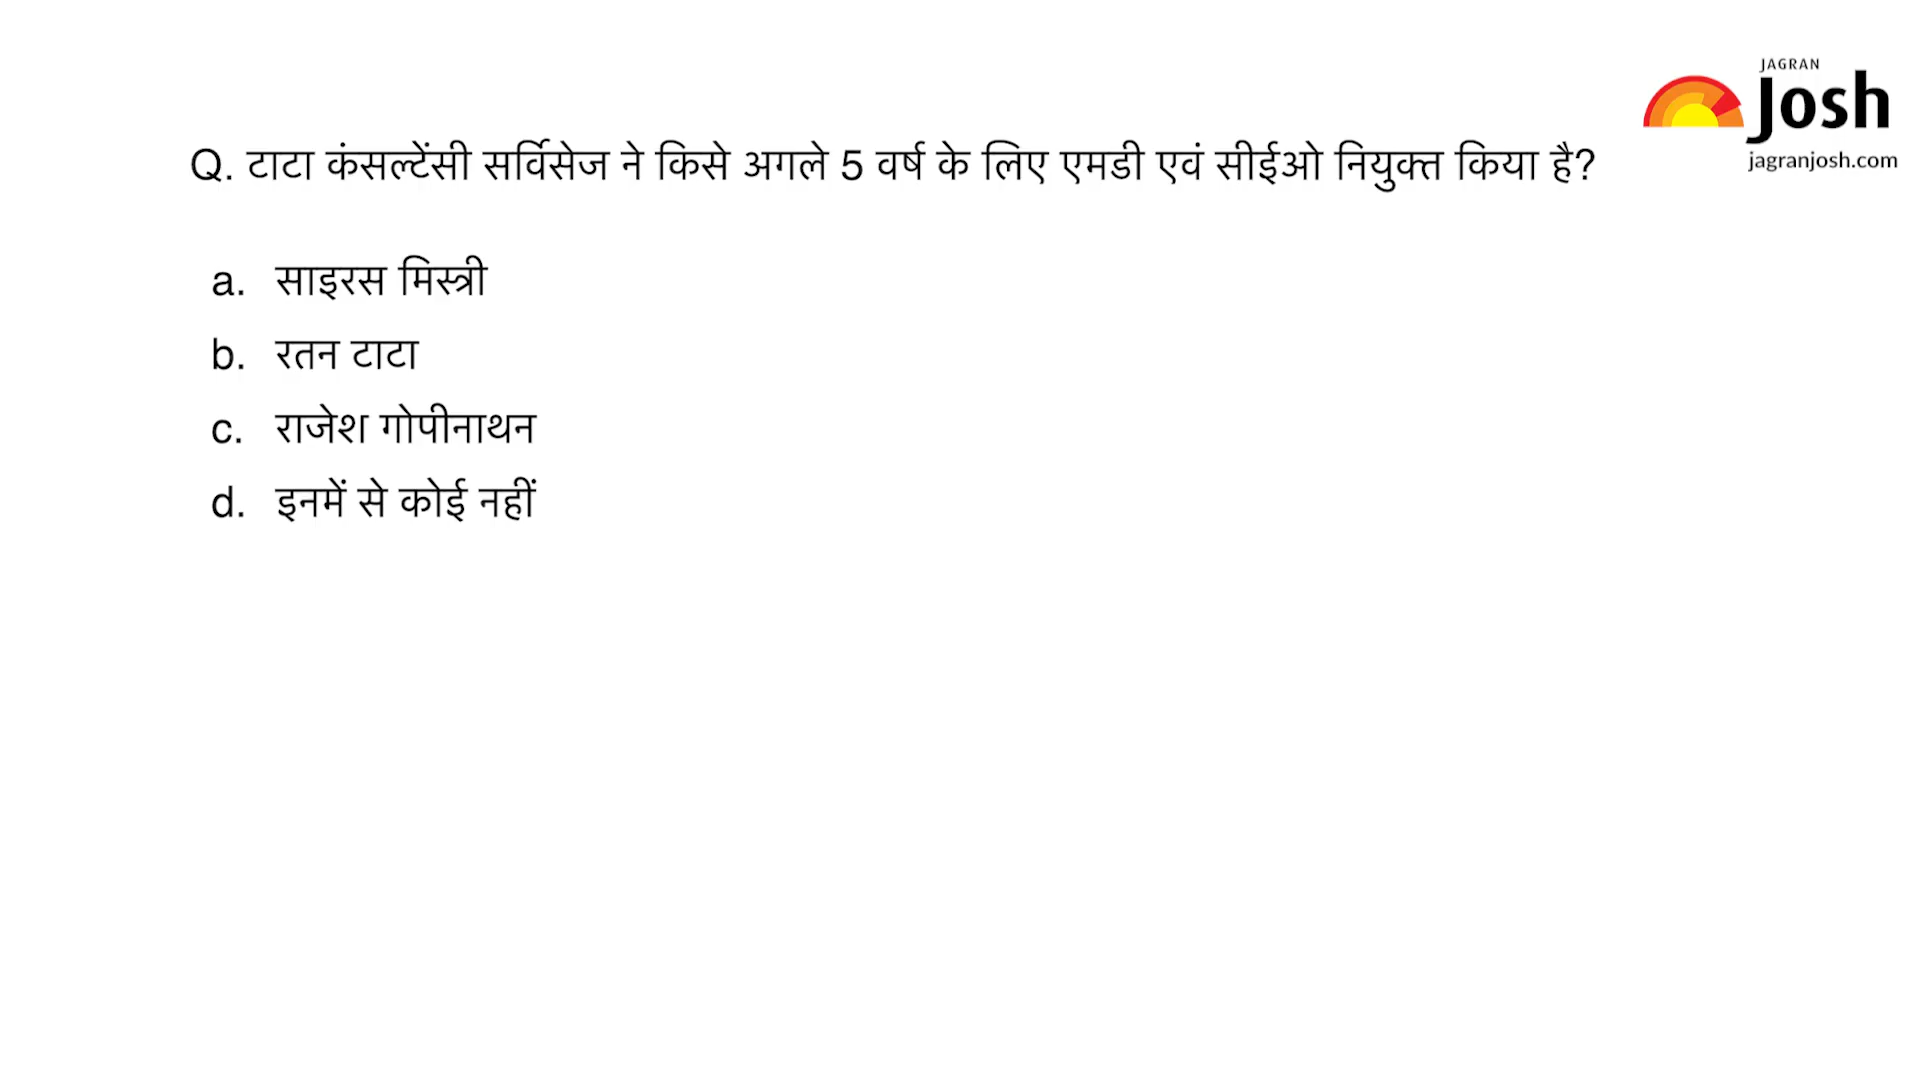 JAGRAN
Josh
jagranjosh.com
Q. टाटा कंसल्टेंसी सर्विसेज ने किसे अगले 5 वर्ष के लिए एमडी एवं सीईओ नियुक्त किया है?
a. साइरस मिस्त्री
b. रतन टाटा
c. राजेश गोपीनाथन
d. इनमें से कोई नहीं